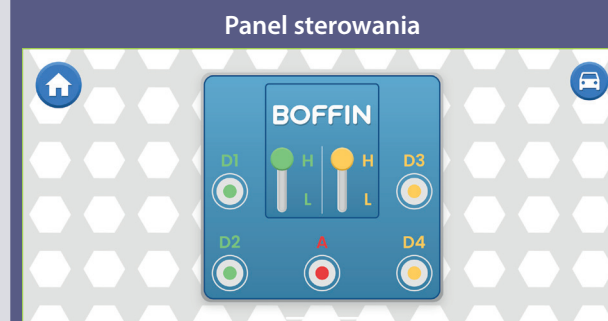 Panel sterowania
BOFFIN
D1 H H D3
L L
D2 A D4